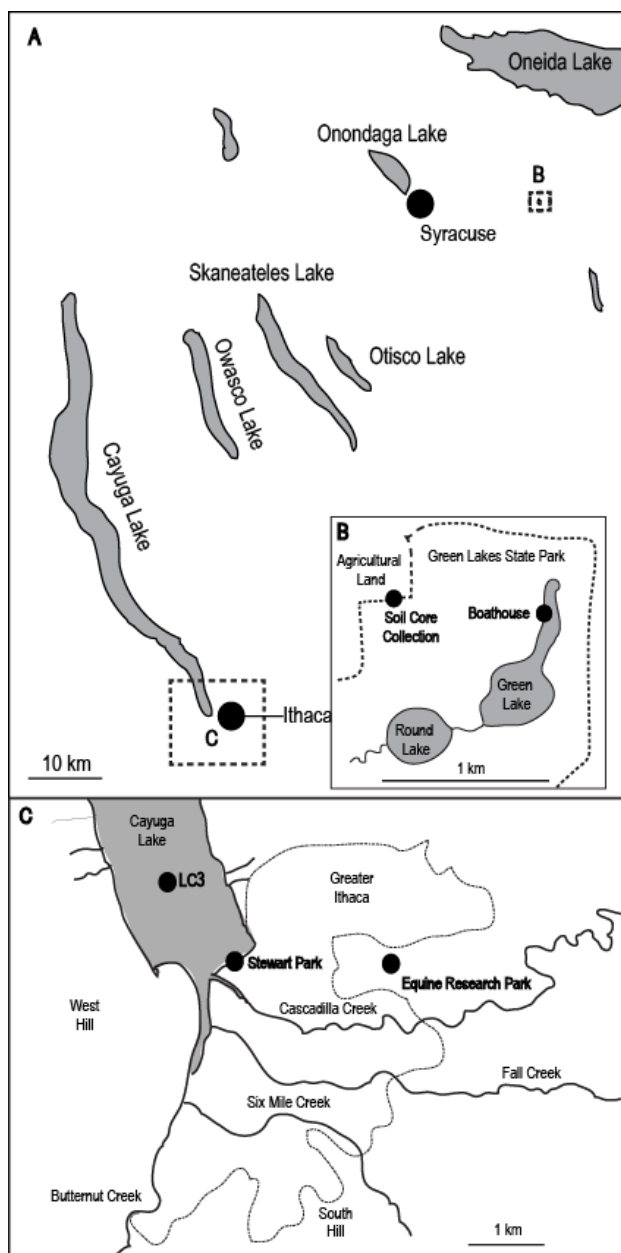 A
Oneida Lake
Onondaga Lake
B
Syracuse
Skaneateles Lake
Otisco Lake
Owasco Lake
Cayuga Lake
C
Ithaca
10 km
B
Agricultural
Land
Green Lakes State Park
Soil Core
Collection
Boathouse
Green
Lake
Round
Lake
1 km
C
Cayuga
Lake
LC3
Greater
Ithaca
Stewart Park
Equine Research Park
West
Hill
Cascadilla Creek
Fall Creek
Six Mile Creek
Butternut Creek
South
Hill
1 km